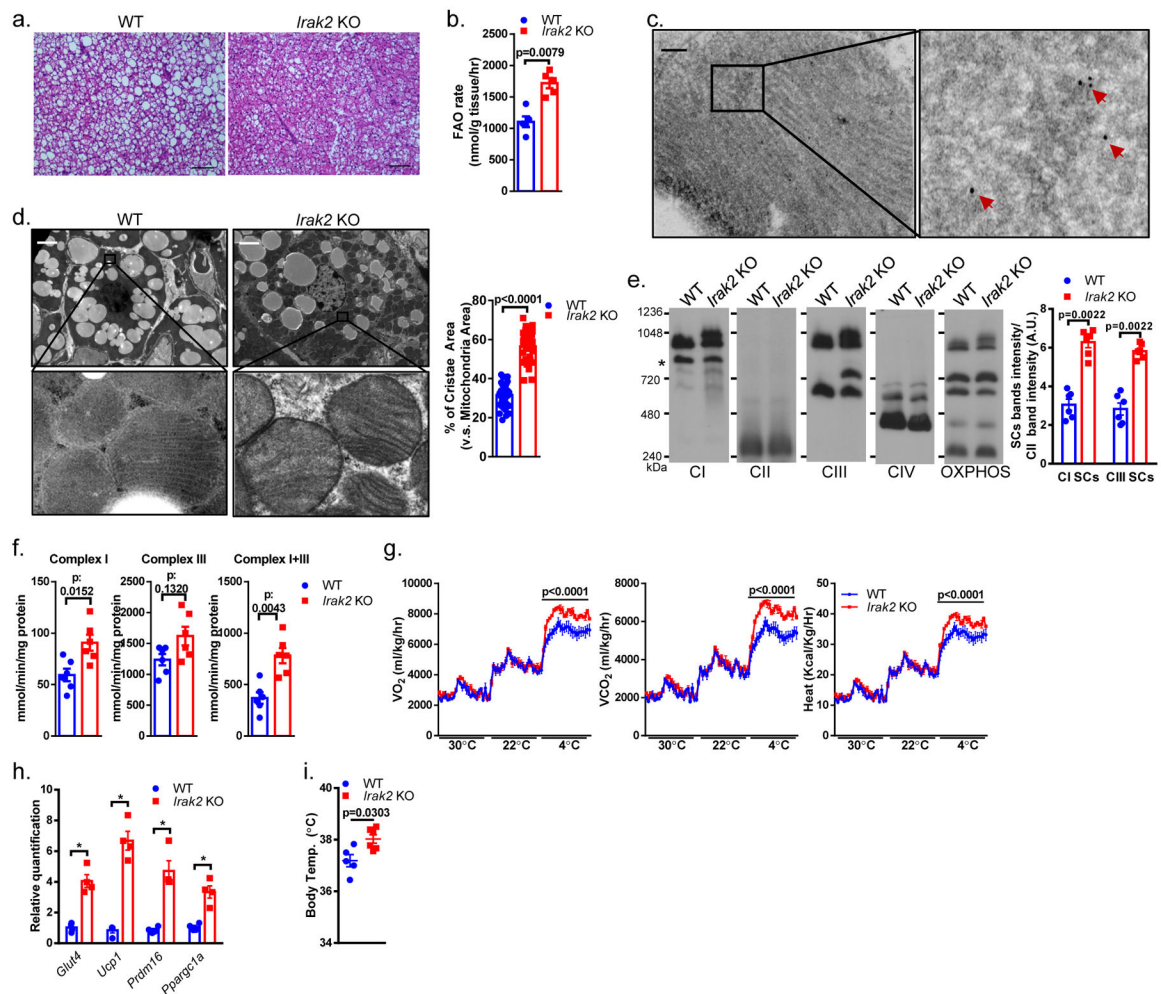 a.
WT
Irak2 KO
b.
WT
Irak2 KO
p=0.0079
FAO rate
(nmol/g tissue/hr)
2500
2000
1500
1000
500
0
c.
d.
WT
Irak2 KO
% of Cristae Area
(v.s. Mitochondria Area)
80
60
40
20
0
p<0.0001
WT
Irak2 KO
e.
WT
Irak2 KO
WT
Irak2 KO
WT
Irak2 KO
WT
Irak2 KO
WT
Irak2 KO
1236
1048
*
720
480
240
kDa
CI
CII
CIII
CIV
OXPHOS
WT
Irak2 KO
p=0.0022
p=0.0022
SCs bands intensity/
CII band intensity (A.U.)
8
6
4
2
0
CI SCs
CIII SCs
f.
Complex I
p:
0.0152
mmol/min/mg protein
150
100
50
0
Complex III
p:
0.1320
mmol/min/mg protein
2500
2000
1500
1000
500
0
Complex I+III
p:
0.0043
mmol/min/mg protein
1500
1000
500
0
WT
Irak2 KO
g.
VO2 (ml/kg/hr)
10000
8000
6000
4000
2000
0
p<0.0001
30°C
22°C
4°C
VCO2 (ml/kg/hr)
8000
6000
4000
2000
0
p<0.0001
30°C
22°C
4°C
Heat (Kcal/Kg/Hr)
50
40
30
20
10
0
p<0.0001
30°C
22°C
4°C
WT
Irak2 KO
h.
WT
Irak2 KO
Relative quantification
10
8
6
4
2
0
*
*
*
*
Glut4
Ucp1
Prdm16
Ppargc1a
i.
WT
Irak2 KO
p=0.0303
Body Temp. (°C)
40
38
36
34